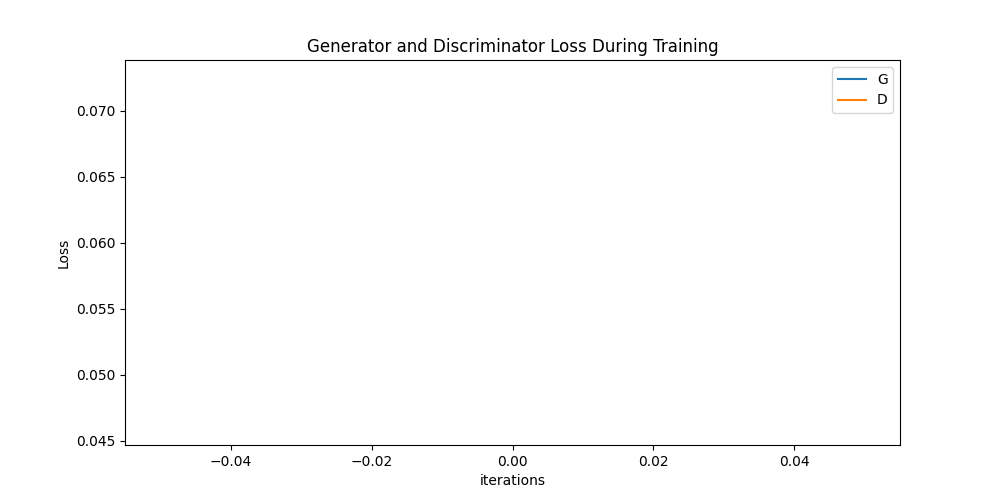 Generator and Discriminator Loss During Training
G
D
0.070
0.065
0.060
0.055
0.050
0.045
Loss
−0.04 −0.02 0.00 0.02 0.04
iterations